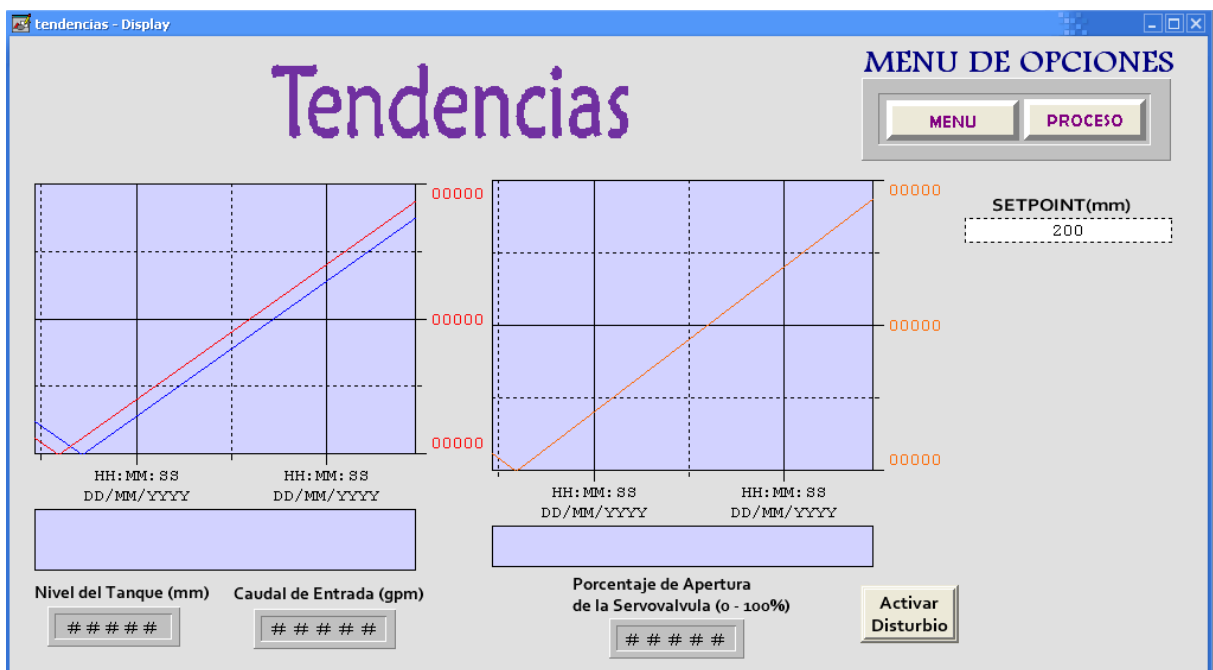 tendencias - Display
Tendencias
MENU DE OPCIONES
MENU
PROCESO
00000
00000
00000
HH:MM:SS
DD/MM/YYYY
HH:MM:SS
DD/MM/YYYY
00000
00000
00000
HH:MM:SS
DD/MM/YYYY
HH:MM:SS
DD/MM/YYYY
SETPOINT(mm)
200
Nivel del Tanque (mm)
#####
Caudal de Entrada (gpm)
#####
Porcentaje de Apertura
de la Servovalvula (0 - 100%)
#####
Activar
Disturbio